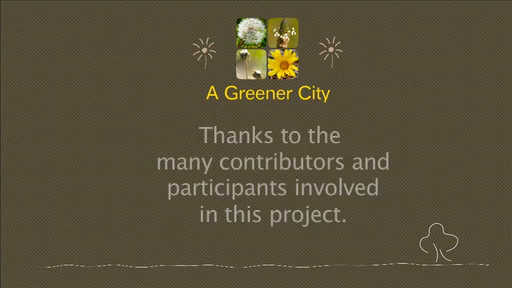 A Greener City
Thanks to the
many contributors and
participants involved
in this project.